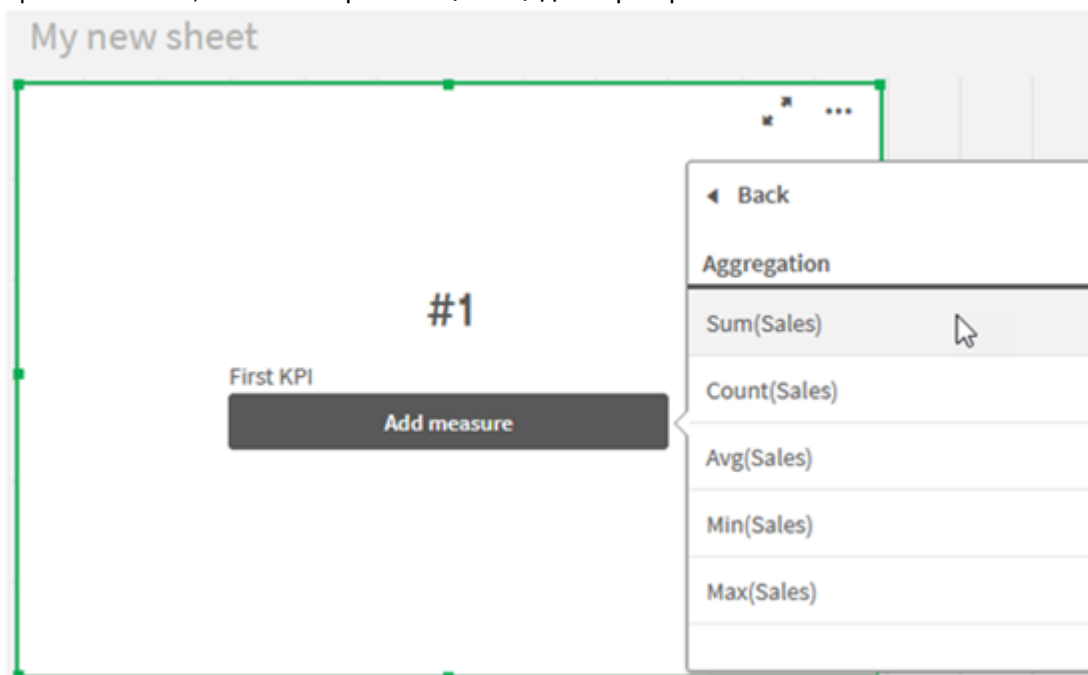 My new sheet
Back
Aggregation
#1
Sum(Sales)
First KPI
Count(Sales)
Add measure
Avg(Sales)
Min(Sales)
Max(Sales)